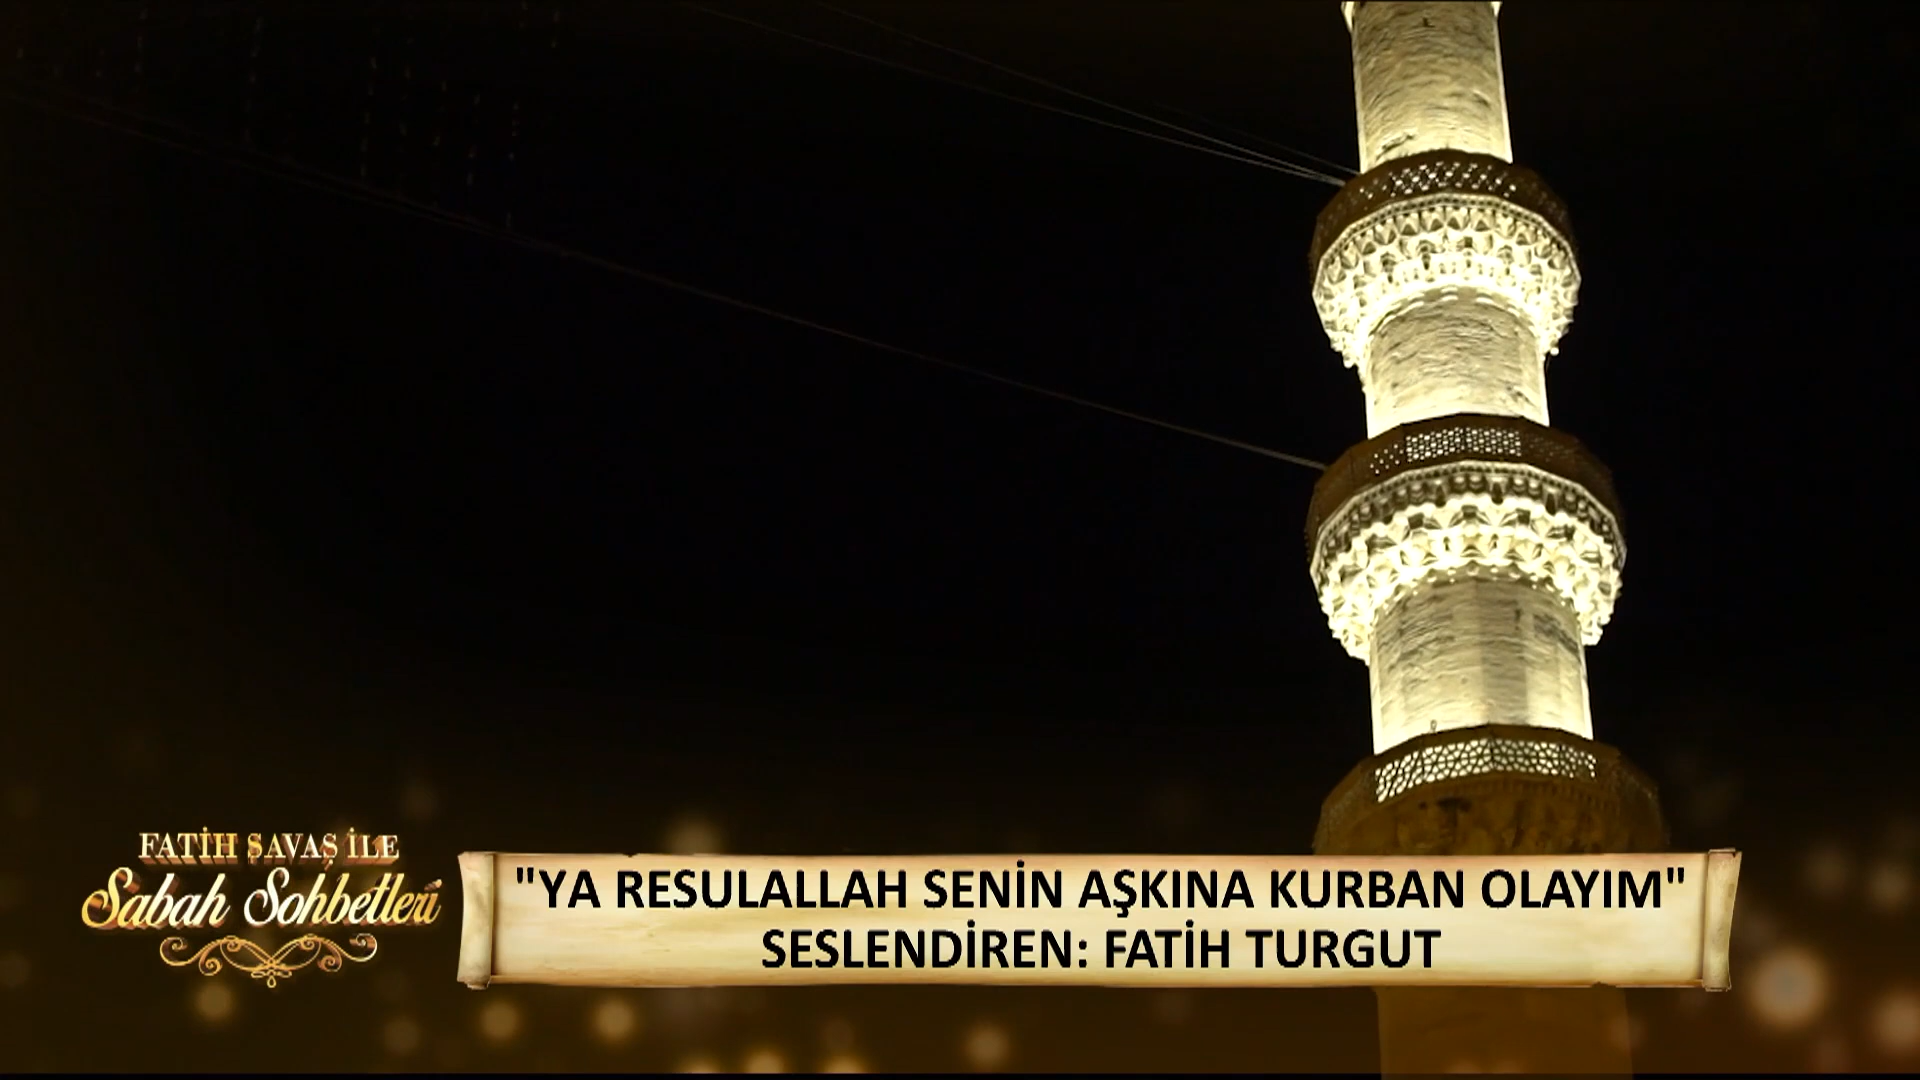 FATİH SAVAŞ İLE
Sabah Sohbetleri
"YA RESULALLAH SENİN AŞKINA KURBAN OLAYIM"
SESLENDİREN: FATİH TURGUT